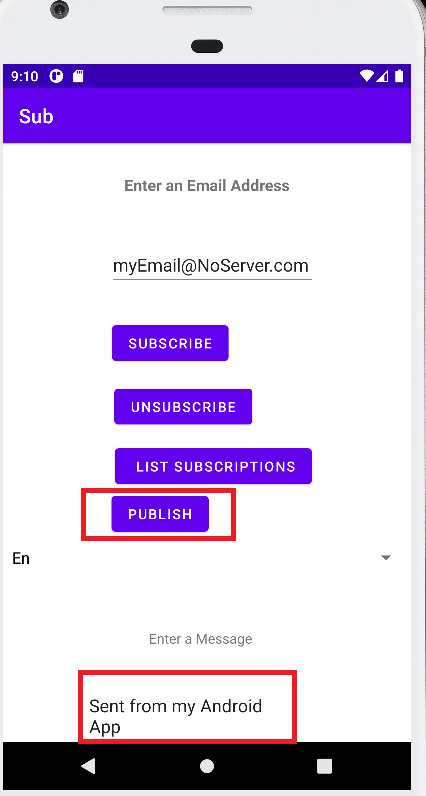 9:10
Sub
Enter an Email Address
myEmail@NoServer.com
SUBSCRIBE
UNSUBSCRIBE
LIST SUBSCRIPTIONS
PUBLISH
En
Enter a Message
Sent from my Android
App